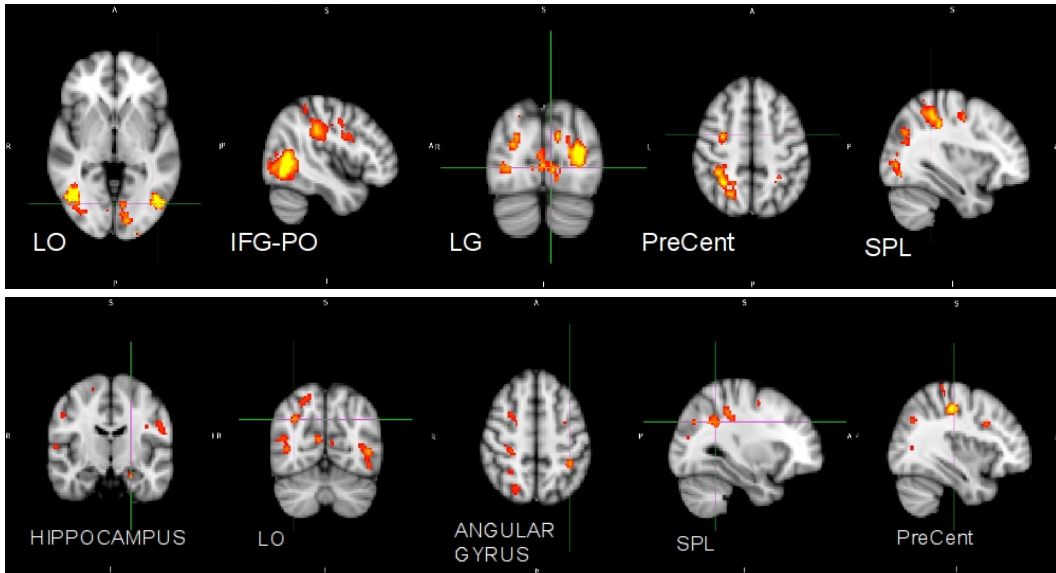 A S S A S
R P A R L P A
LO IFG-PO LG PreCent SPL
P I I P I
S S A S S
R R R P A P
HIPPOCAMPUS LO ANGULAR SPL PreCent
GYRUS
I I P I I